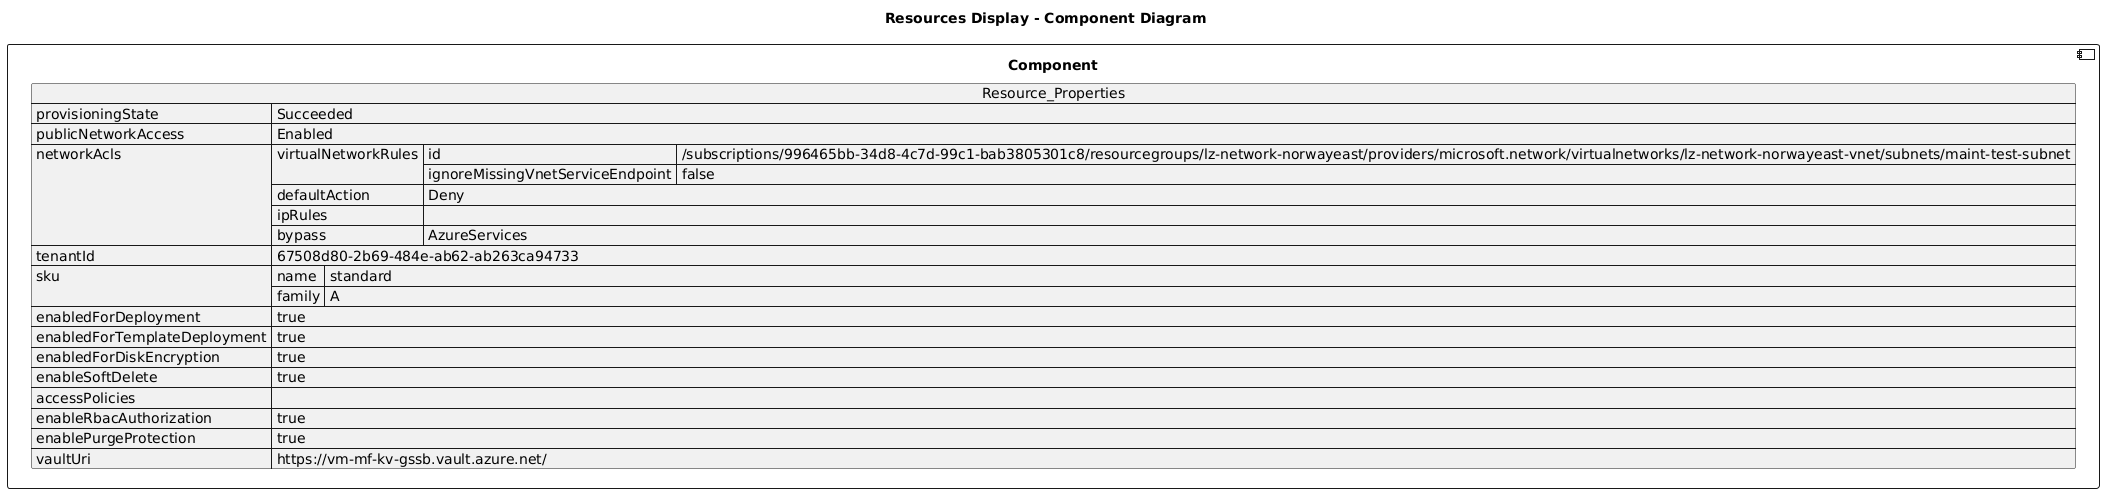 Resources Display - Component Diagram
Component
Resource_Properties
provisioningState Succeeded
publicNetworkAccess Enabled
networkAcls virtualNetworkRules id /subscriptions/996465bb-34d8-4c7d-99c1-bab3805301c8/resourcegroups/lz-network-norwayeast/providers/microsoft.network/virtualnetworks/lz-network-norwayeast-vnet/subnets/maint-test-subnet
ignoreMissingVnetServiceEndpoint false
defaultAction Deny
ipRules
bypass AzureServices
tenantId 67508d80-2b69-484e-ab62-ab263ca94733
sku name standard
family A
enabledForDeployment true
enabledForTemplateDeployment true
enabledForDiskEncryption true
enableSoftDelete true
accessPolicies
enableRbacAuthorization true
enablePurgeProtection true
vaultUri https://vm-mf-kv-gssb.vault.azure.net/